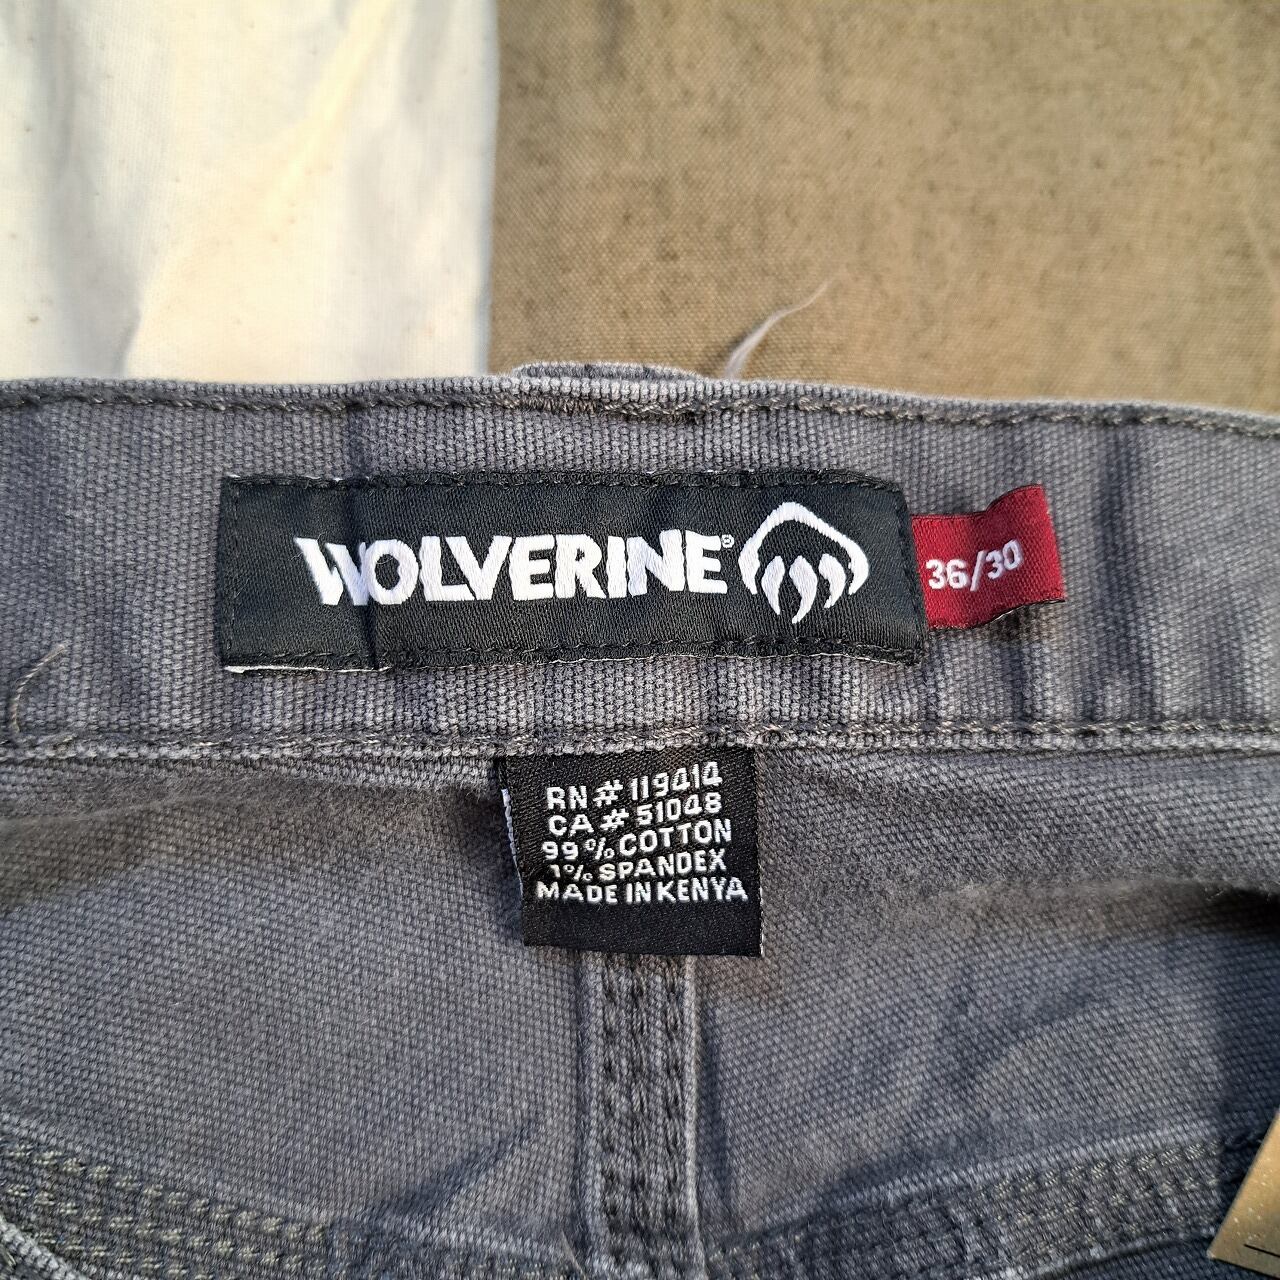 WOLVERINE®
36/30
RN # 119414
CA # 51048
99% COTTON
1% SPANDEX
MADE IN KENYA